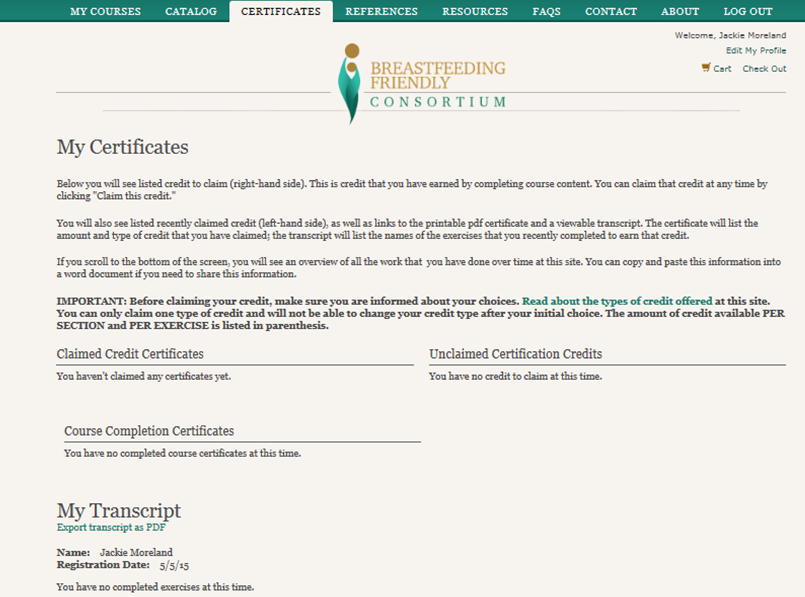 MY COURSES CATALOG CERTIFICATES REFERENCES RESOURCES FAQS CONTACT ABOUT LOG OUT
Welcome, Jackie Moreland
Edit My Profile
Cart Check Out
BREASTFEEDING
FRIENDLY
CONSORTIUM
My Certificates
Below you will see listed credit to claim (right-hand side). This is credit that you have earned by completing course content. You can claim that credit at any time by
clicking "Claim this credit."
You will also see listed recently claimed credit (left-hand side), as well as links to the printable pdf certificate and a viewable transcript. The certificate will list the
amount and type of credit that you have claimed; the transcript will list the names of the exercises that you recently completed to earn that credit.
If you scroll to the bottom of the screen, you will see an overview of all the work that you have done over time at this site. You can copy and paste this information into
a word document if you need to share this information.
IMPORTANT: Before claiming your credit, make sure you are informed about your choices. Read about the types of credit offered at this site.
You can only claim one type of credit and will not be able to change your credit type after your initial choice. The amount of credit available PER
SECTION and PER EXERCISE is listed in parenthesis.
Claimed Credit Certificates
You haven't claimed any certificates yet.
Unclaimed Certification Credits
You have no credit to claim at this time.
Course Completion Certificates
You have no completed course certificates at this time.
My Transcript
Export transcript as PDF
Name: Jackie Moreland
Registration Date: 5/5/15
You have no completed exercises at this time.